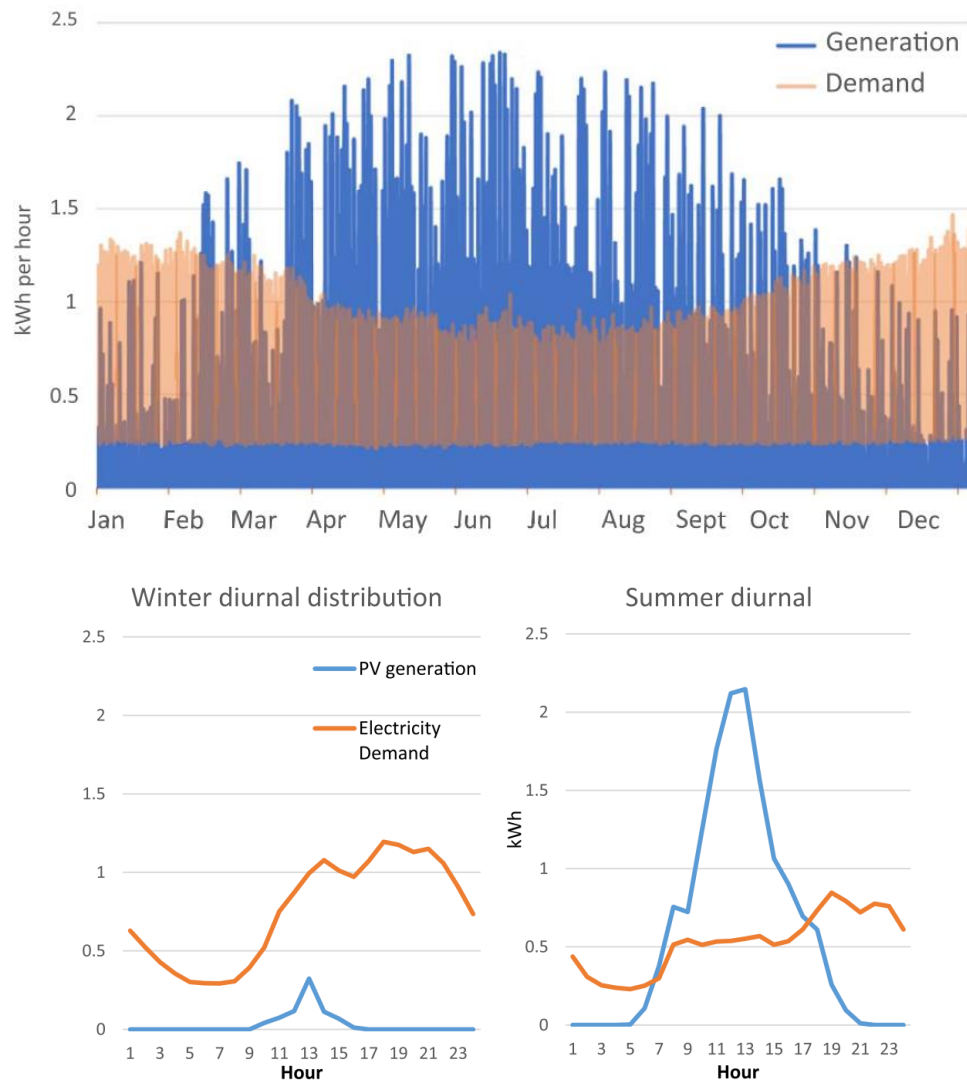 2.5
Generation
Demand
2
1.5
kWh per hour
1
0.5
0
Jan Feb Mar Apr May Jun Jul Aug Sept Oct Nov Dec
Winter diurnal distribution
2.5
PV generation
2
Electricity
Demand
1.5
1
0.5
0
1 3 5 7 9 11 13 15 17 19 21 23
Hour
Summer diurnal
2.5
2
1.5
kWh
1
0.5
0
1 3 5 7 9 11 13 15 17 19 21 23
Hour